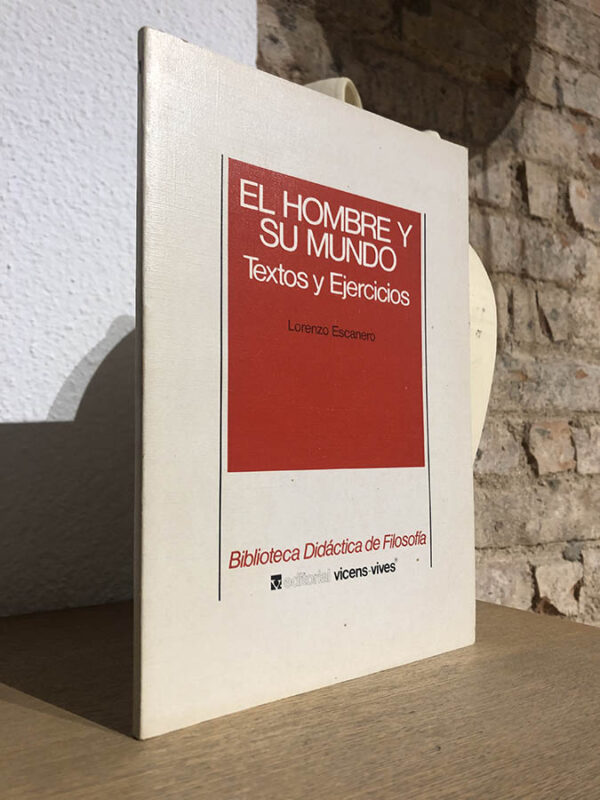 EL HOMBRE Y
SU MUNDO
Textos y Ejercicios
Lorenzo Escanero
Biblioteca Didáctica de Filosofía
editorial vicens-vives®